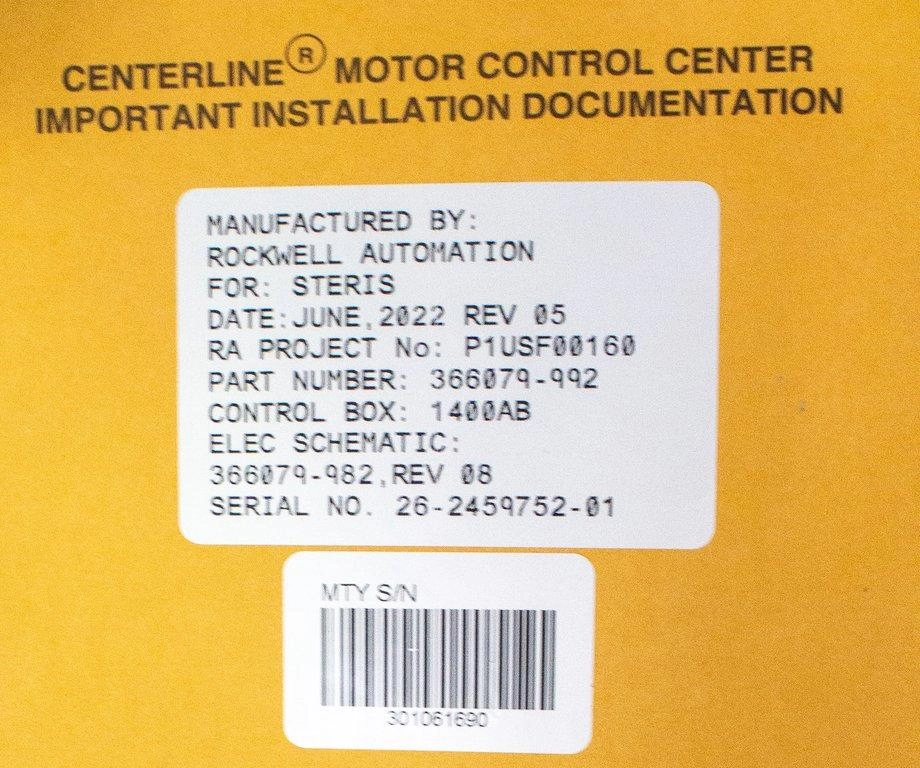 CENTERLINE® MOTOR CONTROL CENTER
IMPORTANT INSTALLATION DOCUMENTATION
MANUFACTURED BY:
ROCKWELL AUTOMATION
FOR: STERIS
DATE:JUNE,2022 REV 05
RA PROJECT No: P1USF00160
PART NUMBER: 366079-992
CONTROL BOX: 1400AB
ELEC SCHEMATIC:
366079-982,REV 08
SERIAL NO. 26-2459752-01
MTY S/N
301061690